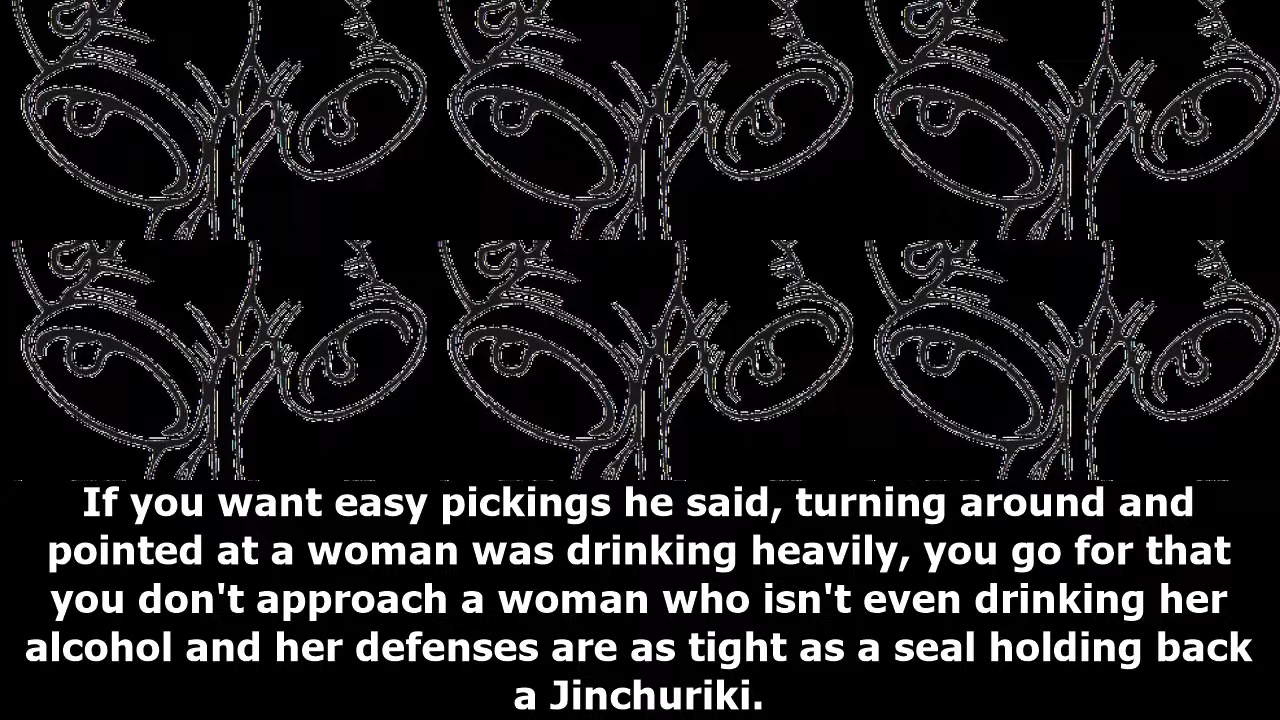 If you want easy pickings he said, turning around and
pointed at a woman was drinking heavily, you go for that
you don't approach a woman who isn't even drinking her
alcohol and her defenses are as tight as a seal holding back
a Jinchuriki.